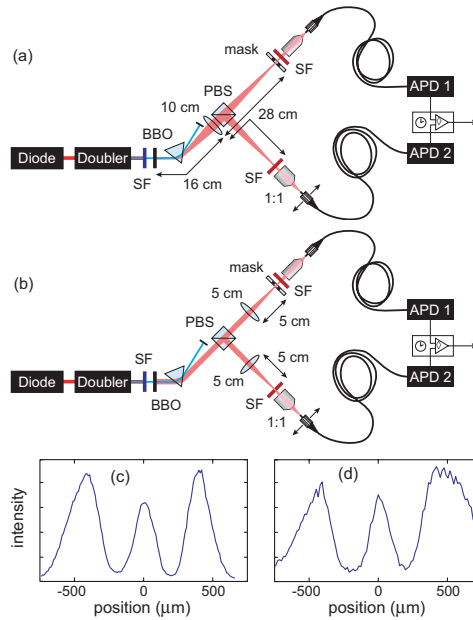 (a)
mask
SF
PBS
10 cm
28 cm
BBO
APD 1
Diode
Doubler
SF
16 cm
SF
1:1
APD 2
(b)
mask
5 cm
SF
5 cm
PBS
SF
5 cm
5 cm
APD 1
Diode
Doubler
BBO
SF
1:1
APD 2
(c)
(d)
intensity
-500
0
500
-500
0
500
position (μm)
position (μm)